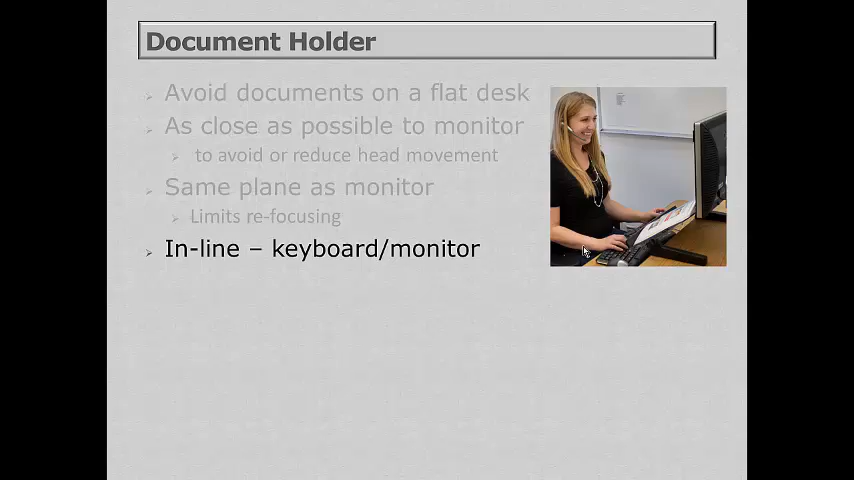 Document Holder
Avoid documents on a flat desk
As close as possible to monitor
to avoid or reduce head movement
Same plane as monitor
Limits re-focusing
In-line – keyboard/monitor